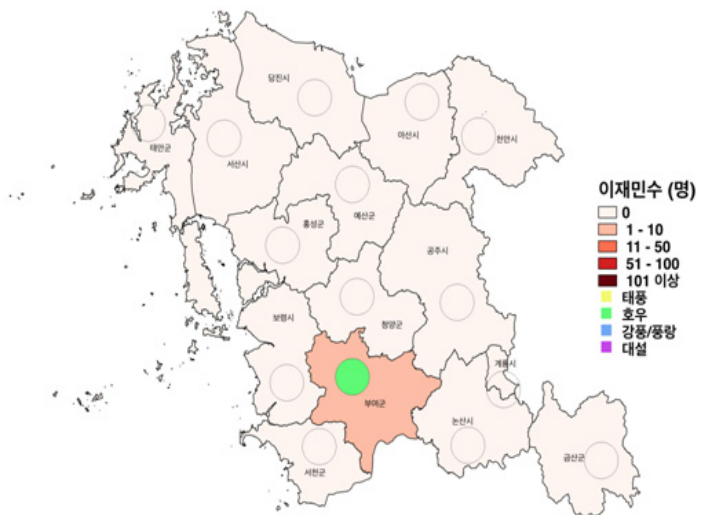 당진시
아산시
천안시
태안군
서산시
예산군
홍성군
공주시
보령시
청양군
계룡시
부여군
논산시
서천군
금산군
이재민수 (명)
0
1 - 10
11 - 50
51 - 100
101 이상
태풍
호우
강풍/풍랑
대설